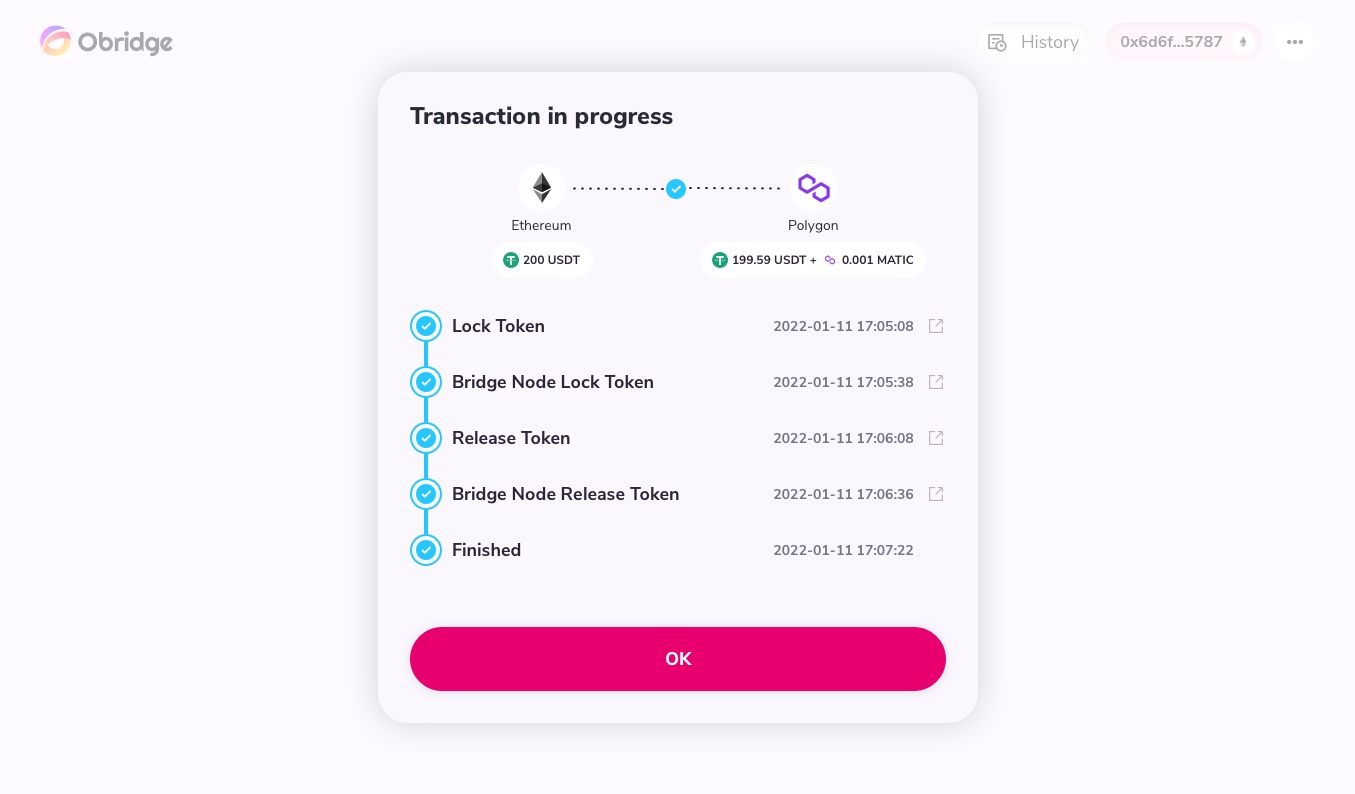 Obridge
History
0x6d6f...5787
Transaction in progress
Ethereum
Polygon
200 USDT
199.59 USDT + 0.001 MATIC
Lock Token 2022-01-11 17:05:08
Bridge Node Lock Token 2022-01-11 17:05:38
Release Token 2022-01-11 17:06:08
Bridge Node Release Token 2022-01-11 17:06:36
Finished 2022-01-11 17:07:22
OK